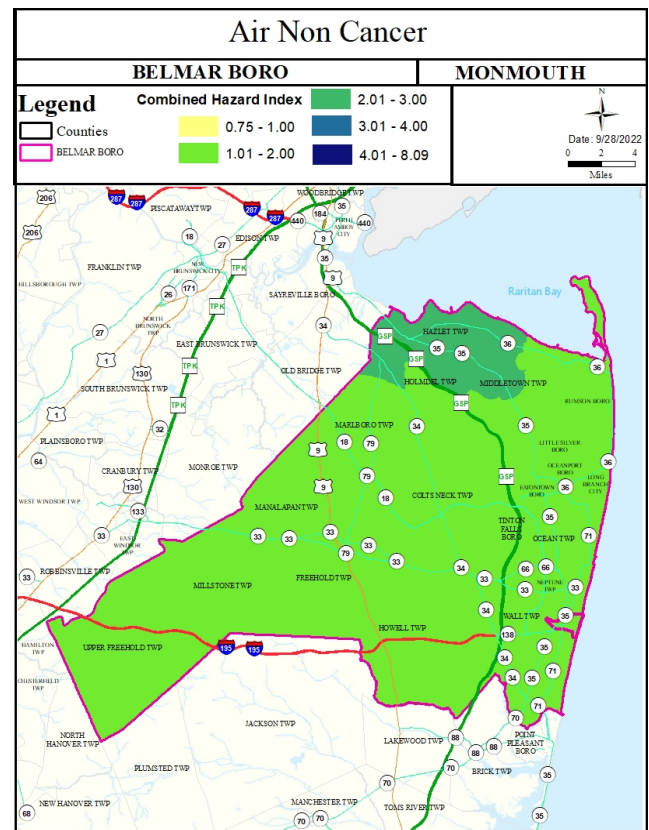 Air Non Cancer
BELMAR BORO
MONMOUTH
Legend
Counties
BELMAR BORO
Combined Hazard Index
0.75 - 1.00
1.01 - 2.00
2.01 - 3.00
3.01 - 4.00
4.01 - 8.09
N
Date: 9/28/2022
0 2 4
Miles
206
287
287
WOODBRIDGE TWP
PISCATAWAY TWP
287
287
440
184
35
PERTH
AMBOY
CITY
440
206
18
27
EDISON TWP
9
35
FRANKLIN TWP
NEW
BRUNSWICK CITY
TPK
9
HILLSBOROUGH TWP
26
171
SAYREVILLE BORO
Raritan Bay
TPK
NORTH
BRUNSWICK
TWP
34
27
1
EAST BRUNSWICK TWP
GSP
HAZLET TWP
35
35
36
130
TPK
OLD BRIDGE TWP
GSP
36
SOUTH BRUNSWICK TWP
HOLMDEL TWP
MIDDLETOWN TWP
TPK
GSP
RUMSON BORO
1
32
MARLBORO TWP
34
35
PLAINSBORO TWP
18
79
LITTLE SILVER
BORO
9
64
CRANBURY TWP
MONROE TWP
OCEANPORT
BORO
36
79
GSP
LONG
BRANCH
CITY
130
9
EATONTOWN
BORO
36
WEST WINDSOR TWP
18
COLTS NECK TWP
133
MANALAPAN TWP
35
TINTON
FALLS
BORO
33
EAST
WINDSOR
TWP
33
33
33
33
OCEAN TWP
71
79
33
ROBBINSVILLE TWP
34
33
66
66
33
MILLSTONE TWP
FREEHOLD TWP
33
NEPTUNE
TWP
33
34
WALL TWP
35
HOWELL TWP
138
HAMILTON
TWP
UPPER FREEHOLD TWP
195
195
35
34
71
CHESTERFIELD
TWP
34
35
71
JACKSON TWP
70
NORTH
HANOVER TWP
LAKEWOOD TWP
88
88
88
POINT
PLEASANT
BORO
PLUMSTED TWP
70
BRICK TWP
35
70
NEW HANOVER TWP
MANCHESTER TWP
TOMS RIVER TWP
68
70
70
35